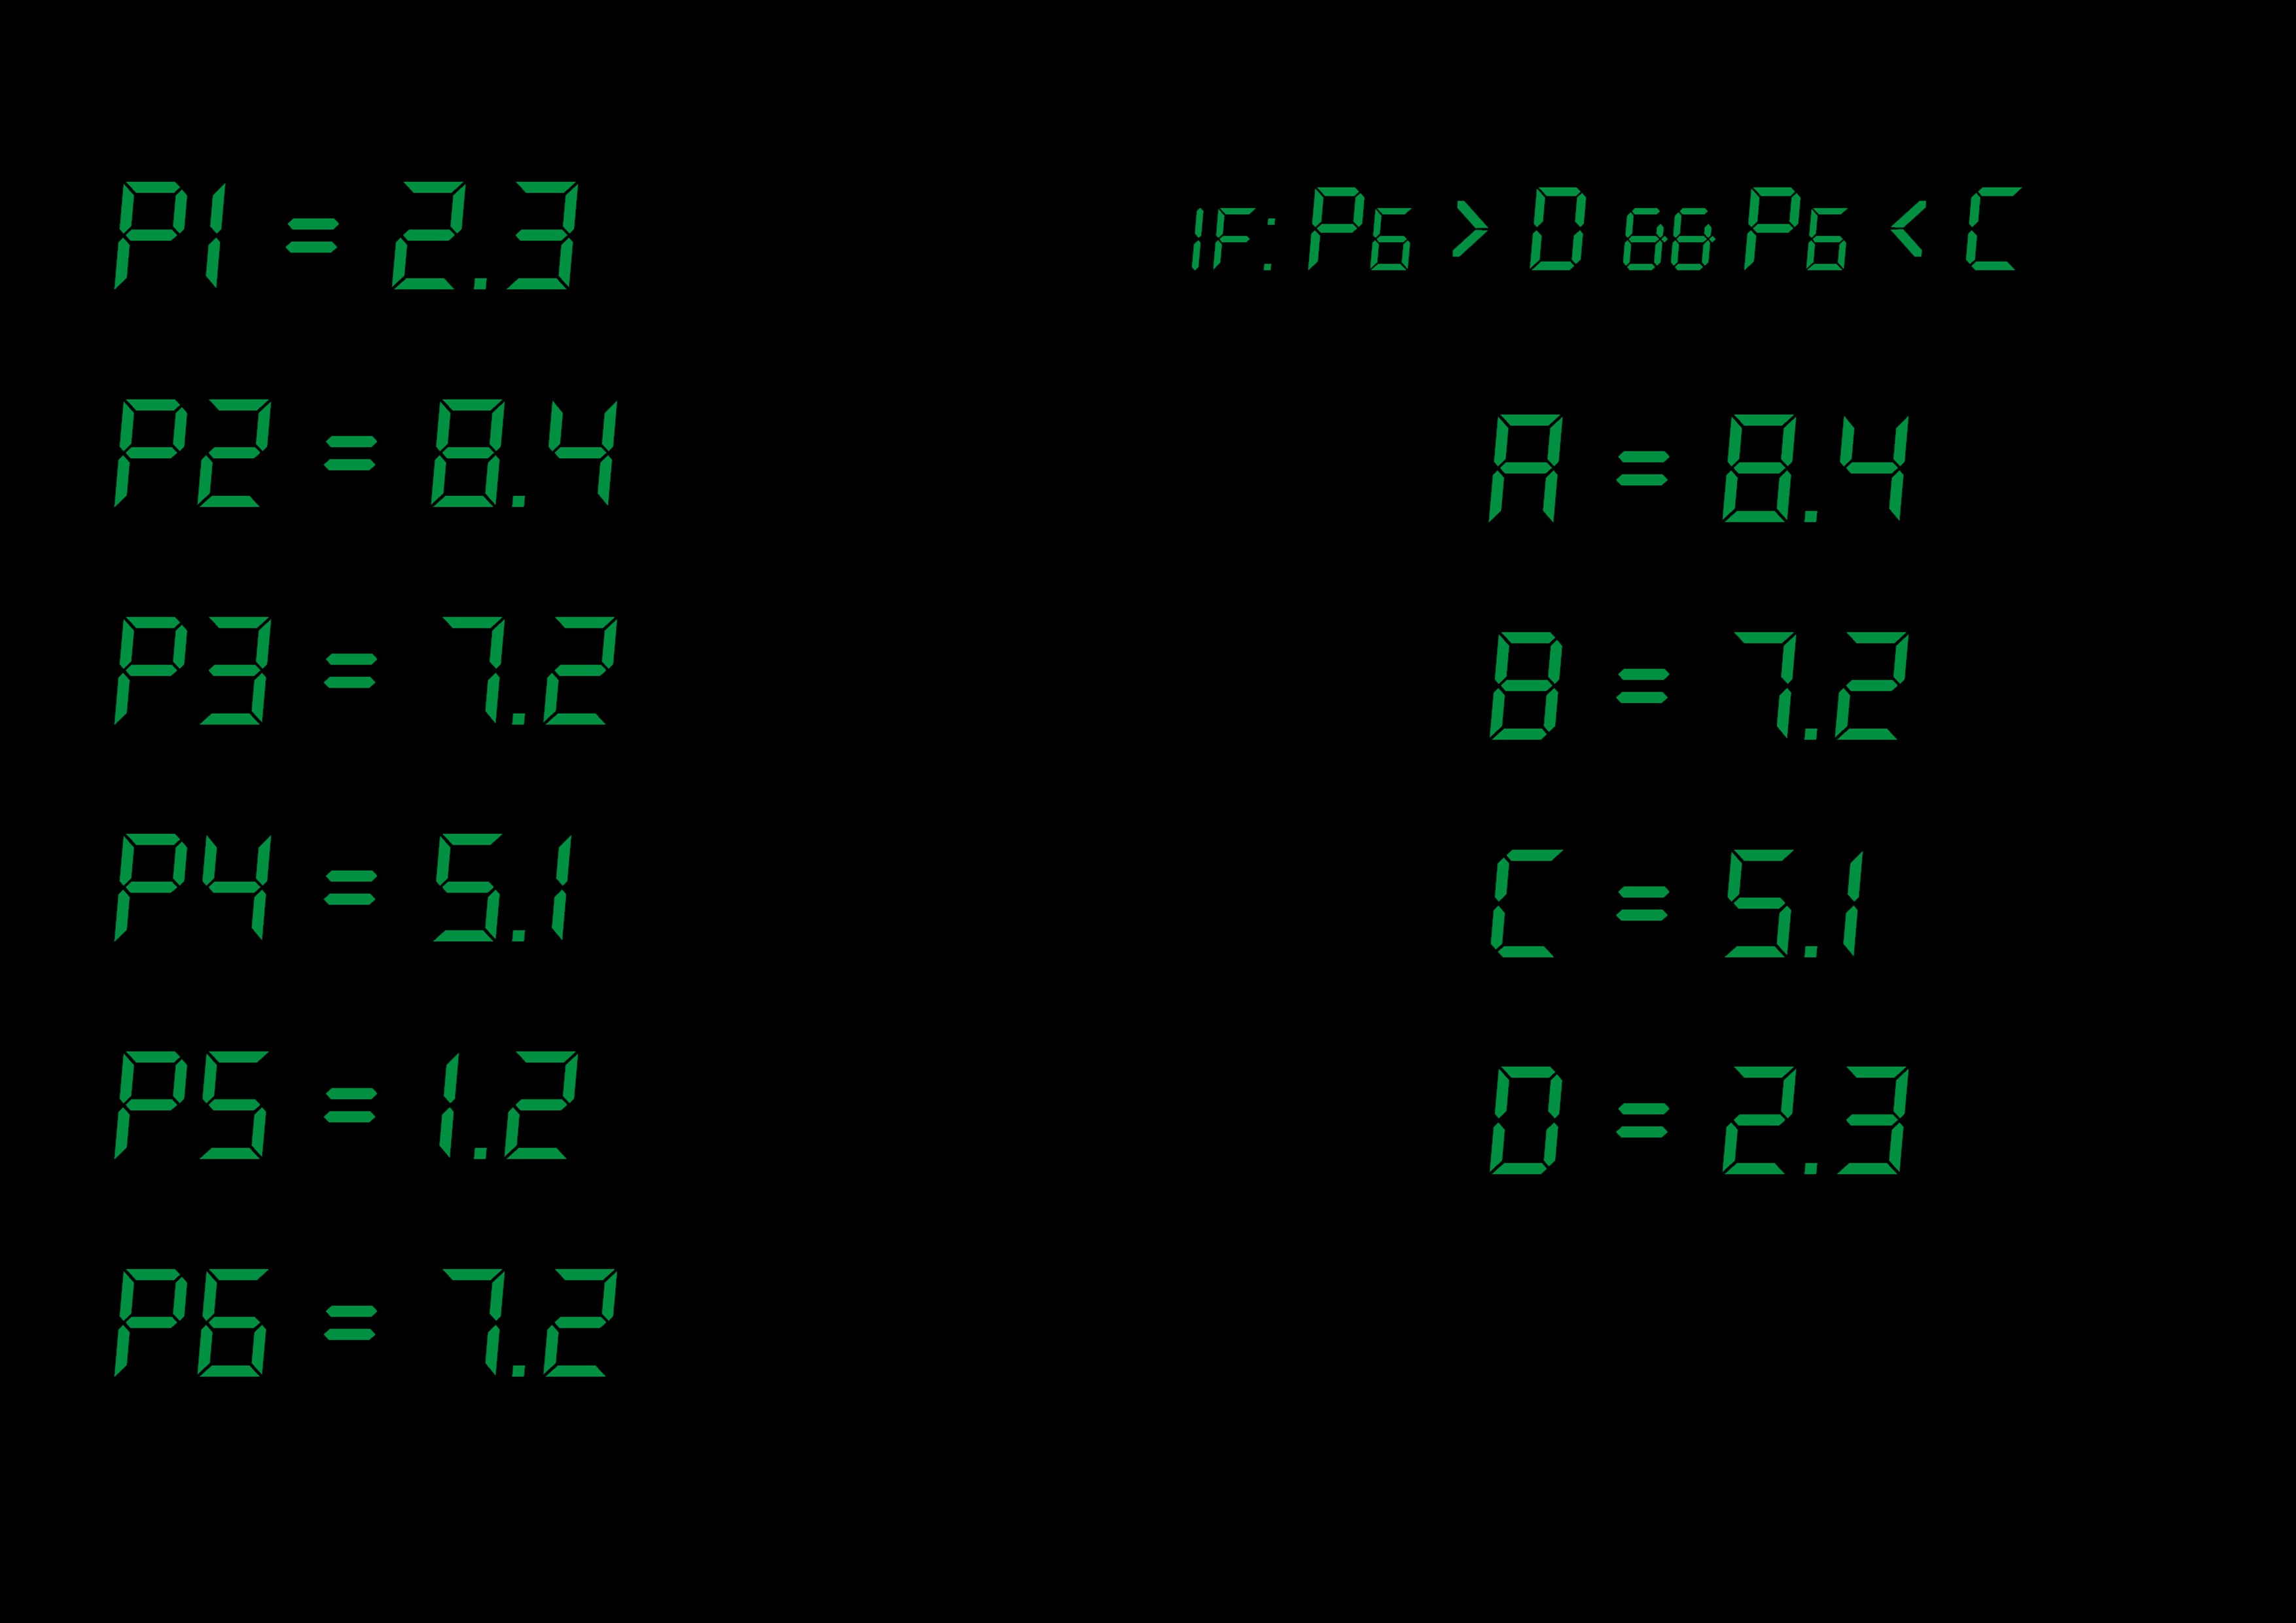 P1 = 2.3
P2 = 8.4
P3 = 7.2
P4 = 5.1
P5 = 1.2
P6 = 7.2
IF: P6 > D && P6 < C
A = 8.4
B = 7.2
C = 5.1
D = 2.3